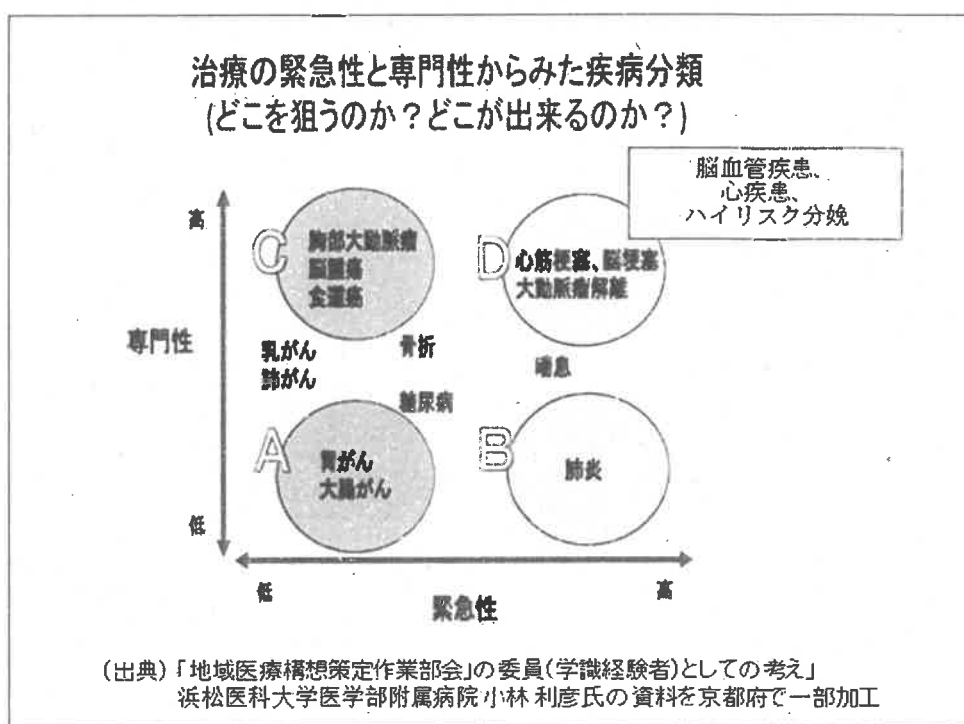 治療の緊急性と専門性からみた疾病分類
(どこを狙うのか？どこが出来るのか？)
脳血管疾患、
心疾患、
ハイリスク分娩
高
C
胸部大動脈瘤
脳腫瘍
食道癌
D
心筋梗塞、脳梗塞
大動脈瘤解離
専門性
乳がん
肺がん
骨折
喘息
糖尿病
A
胃がん
大腸がん
B
肺炎
低
低
緊急性
高
(出典)「地域医療構想策定作業部会」の委員(学識経験者)としての考え」
浜松医科大学医学部附属病院 小林 利彦氏の資料を京都府で一部加工